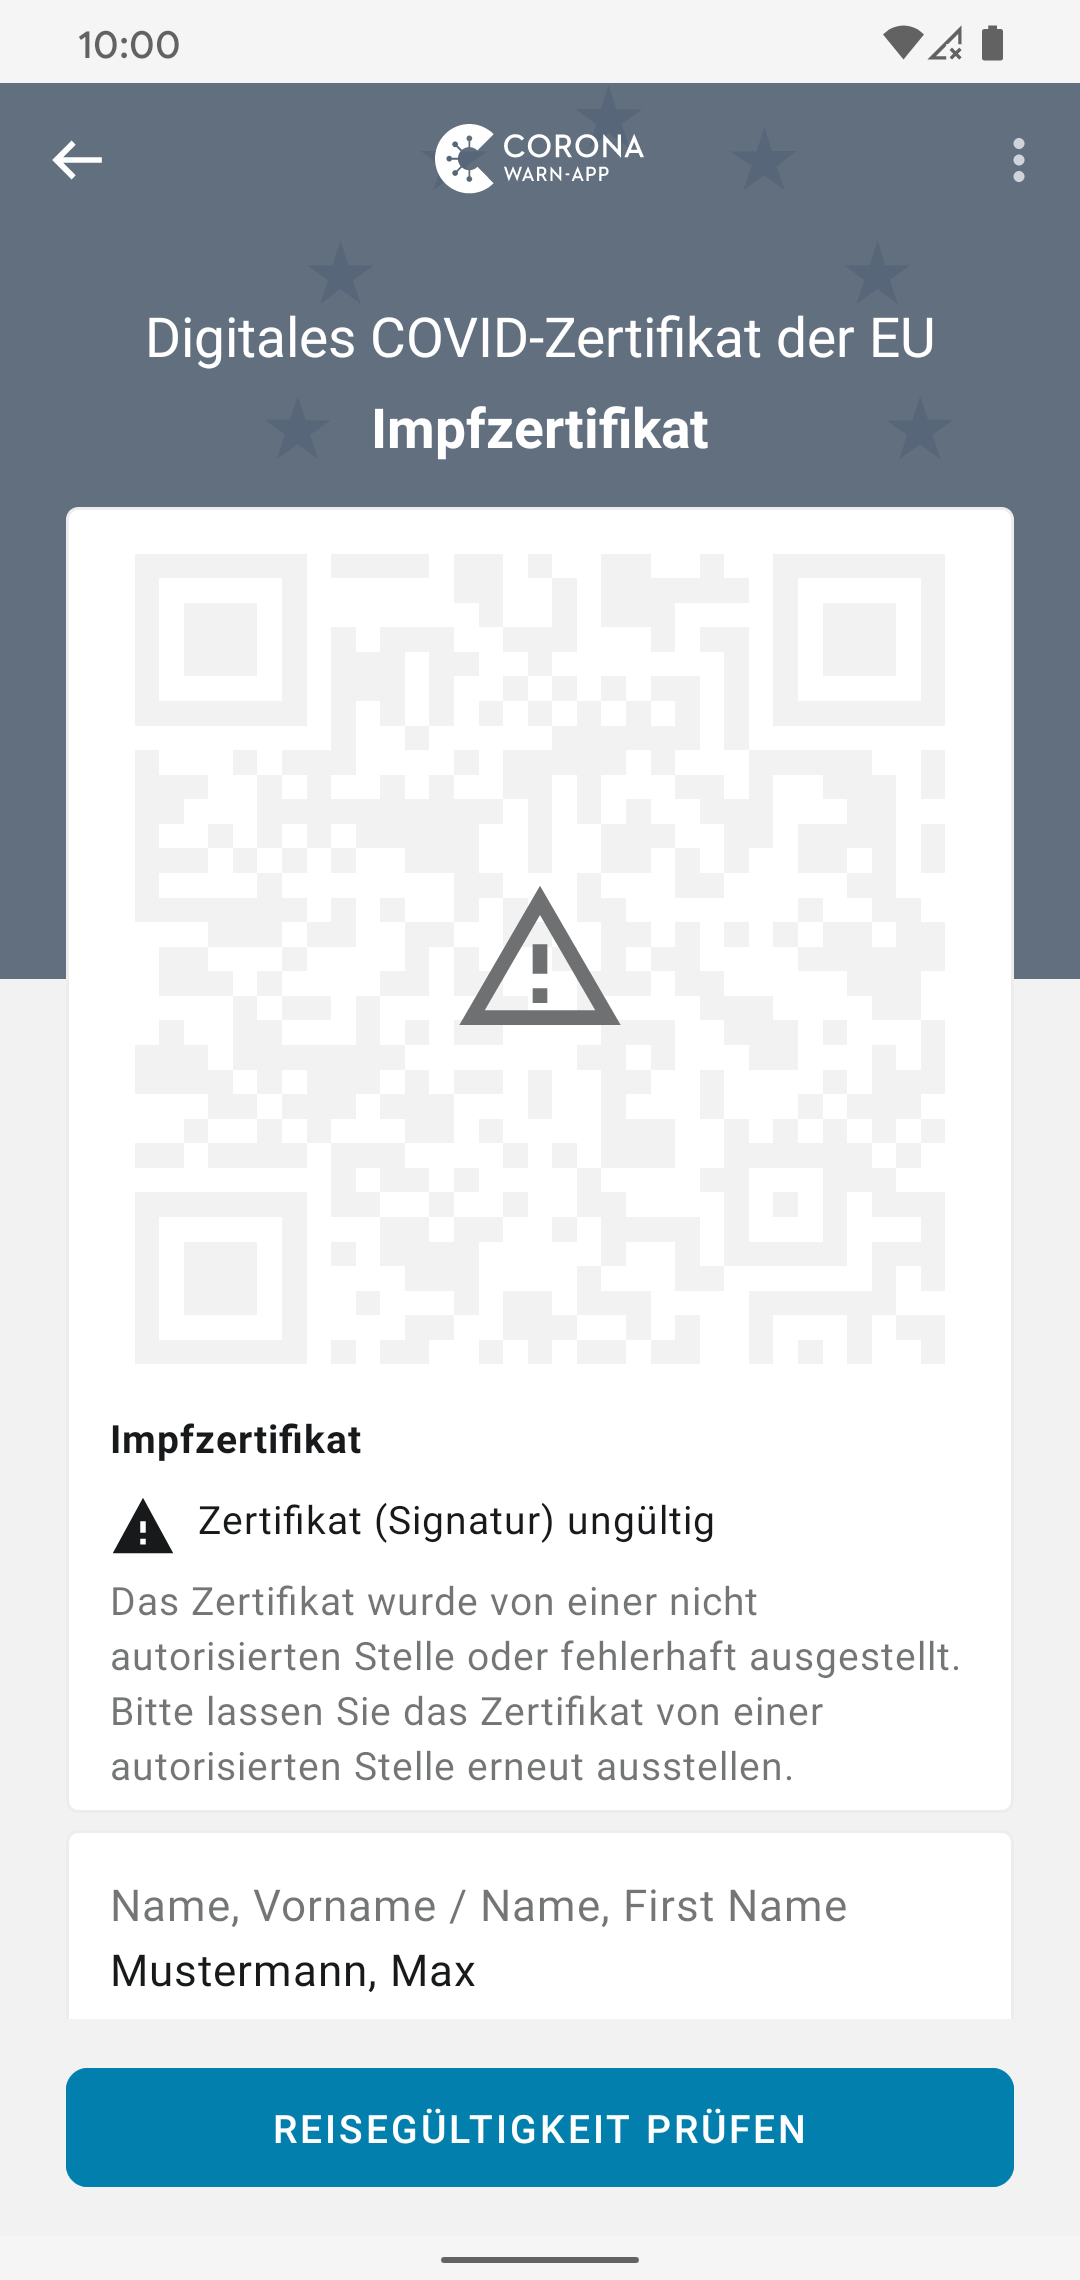 10:00
CORONA
WARN-APP
Digitales COVID-Zertifikat der EU
Impfzertifikat
Impfzertifikat
Zertifikat (Signatur) ungültig
Das Zertifikat wurde von einer nicht
autorisierten Stelle oder fehlerhaft ausgestellt.
Bitte lassen Sie das Zertifikat von einer
autorisierten Stelle erneut ausstellen.
Name, Vorname / Name, First Name
Mustermann, Max
REISEGÜLTIGKEIT PRÜFEN